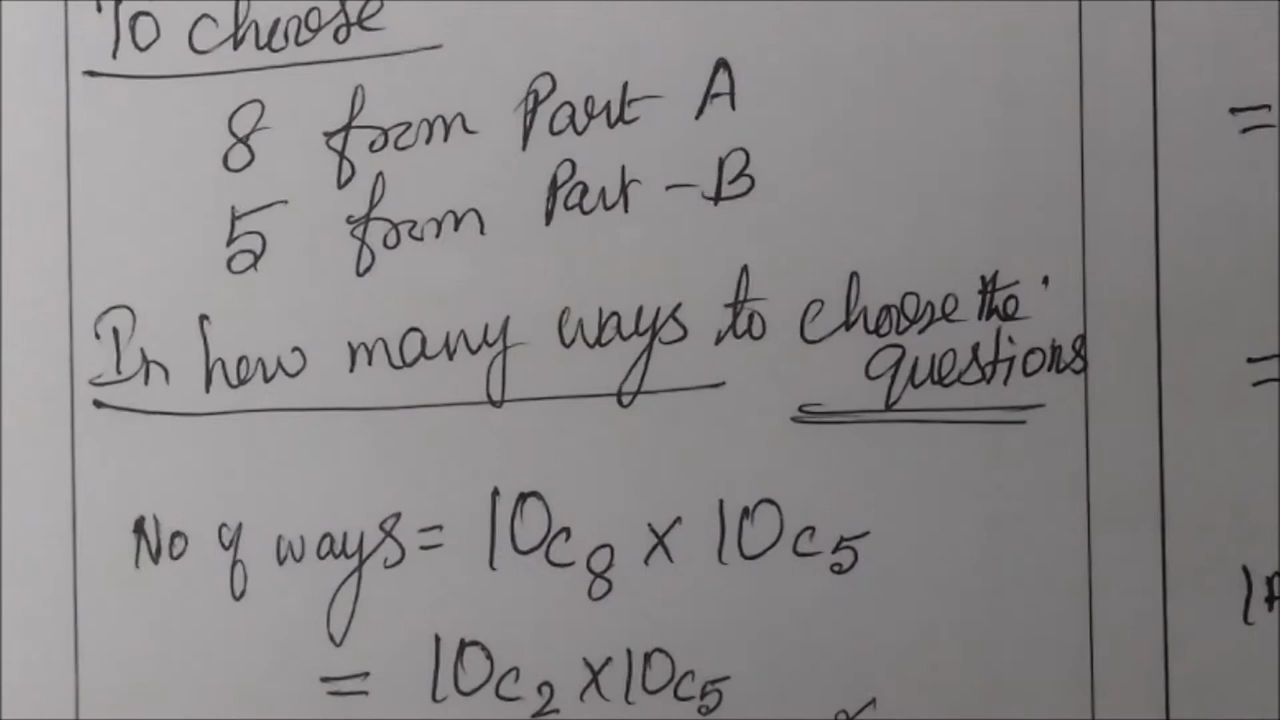 To choose
8 from Part A
5 from Part - B
In how many ways to choose the
questions
No of ways = 10c8 x 10c5
= 10c2 x 10c5
=
=